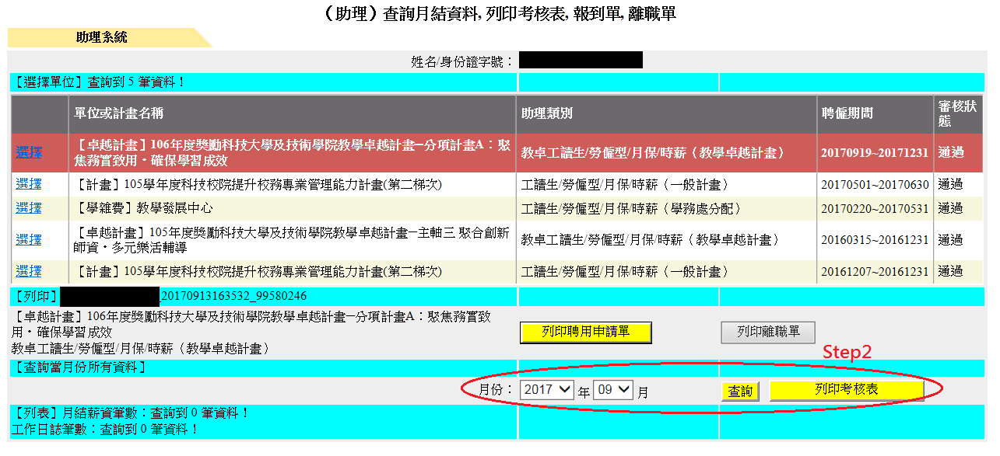 （助理）查詢月結資料, 列印考核表, 報到單, 離職單
助理系統
姓名/身份證字號：
【選擇單位】查詢到 5 筆資料！
單位或計畫名稱 助理類別 聘僱期間 審核狀態
選擇 【卓越計畫】106年度獎勵科技大學及技術學院教學卓越計畫─分項計畫A：聚焦務實致用‧確保學習成效 教卓工讀生/勞僱型/月保/時薪（教學卓越計畫） 20170919~20171231 通過
選擇 【計畫】105學年度科技校院提升校務專業管理能力計畫(第二梯次) 工讀生/勞僱型/月保/時薪（一般計畫） 20170501~20170630 通過
選擇 【學雜費】教學發展中心 工讀生/勞僱型/月保/時薪（學務處分配） 20170220~20170531 通過
選擇 【卓越計畫】105年度獎勵科技大學及技術學院教學卓越計畫─主軸三 聚合創新師資‧多元樂活輔導 教卓工讀生/勞僱型/月保/時薪（教學卓越計畫） 20160315~20161231 通過
選擇 【計畫】105學年度科技校院提升校務專業管理能力計畫(第二梯次) 工讀生/勞僱型/月保/時薪（一般計畫） 20161207~20161231 通過
【列印】 _20170913163532_99580246
【卓越計畫】106年度獎勵科技大學及技術學院教學卓越計畫─分項計畫A：聚焦務實致
用‧確保學習成效
教卓工讀生/勞僱型/月保/時薪（教學卓越計畫）
列印聘用申請單 列印離職單
Step2
【查詢當月份所有資料】
月份： 2017 年 09 月 查詢 列印考核表
【列表】月結薪資筆數：查詢到 0 筆資料！
工作日誌筆數：查詢到 0 筆資料！